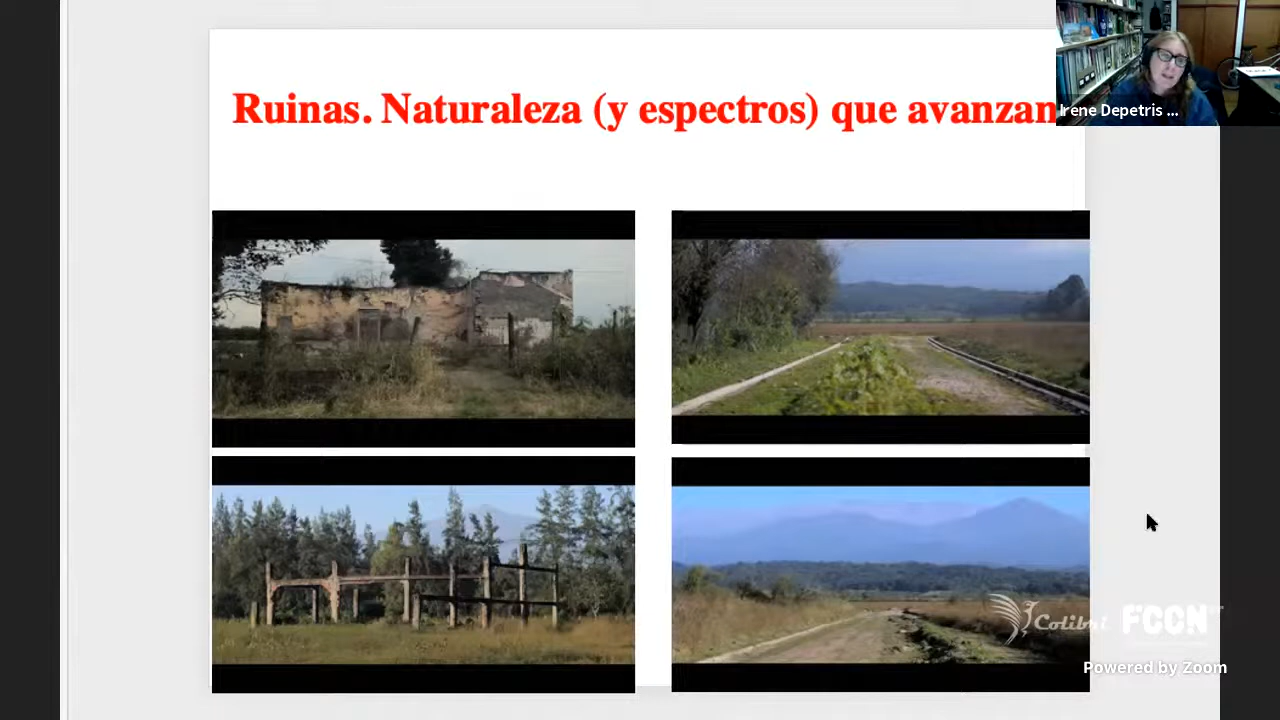 Ruinas. Naturaleza (y espectros) que avanzan
Irene Depetris ...
Colibri FCCN
Powered by Zoom